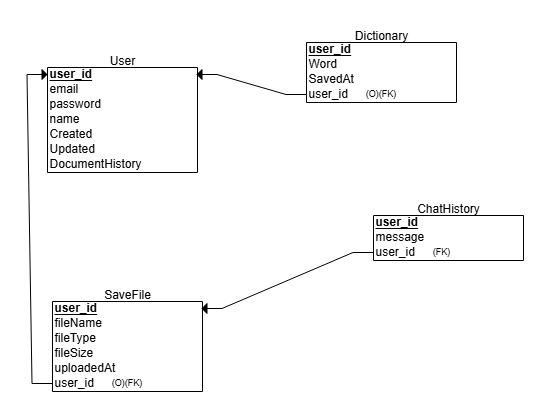 User
user_id
email
password
name
Created
Updated
DocumentHistory
Dictionary
user_id
Word
SavedAt
user_id (O)(FK)
ChatHistory
user_id
message
user_id (FK)
SaveFile
user_id
fileName
fileType
fileSize
uploadedAt
user_id (O)(FK)